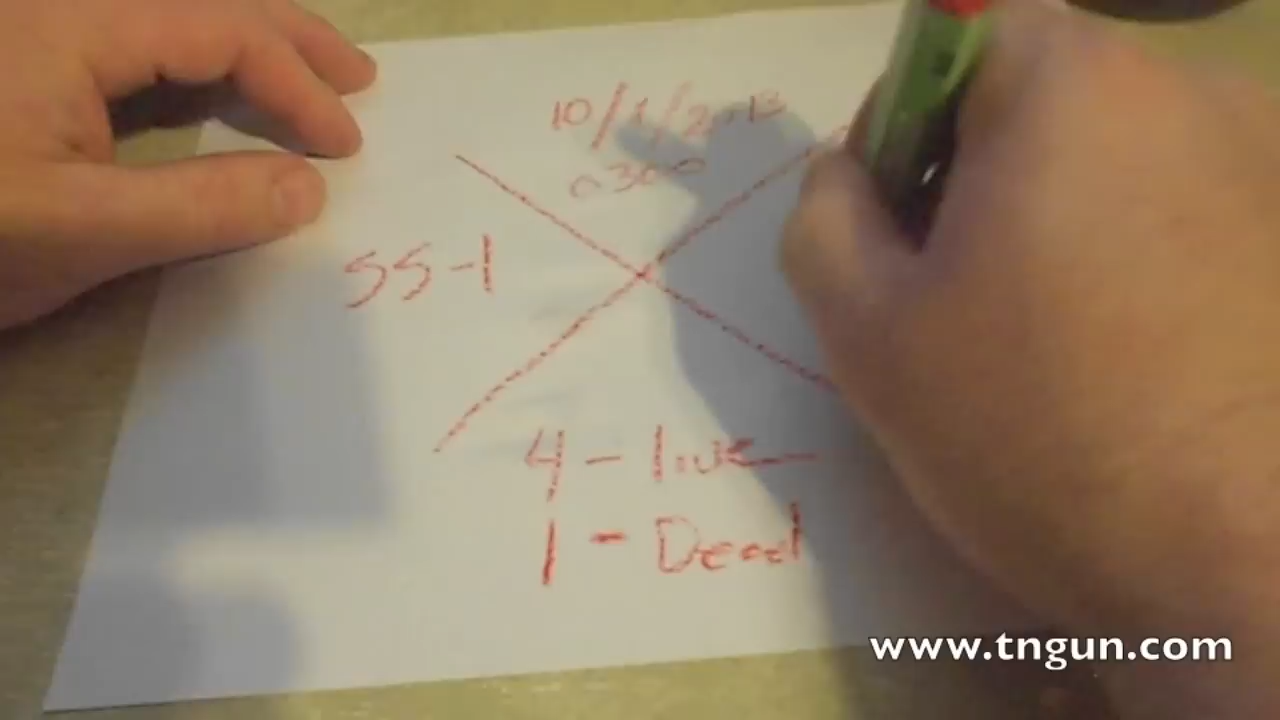 10/1/2013
0300
SS-1
4 - live
1 - Dead
www.tngun.com